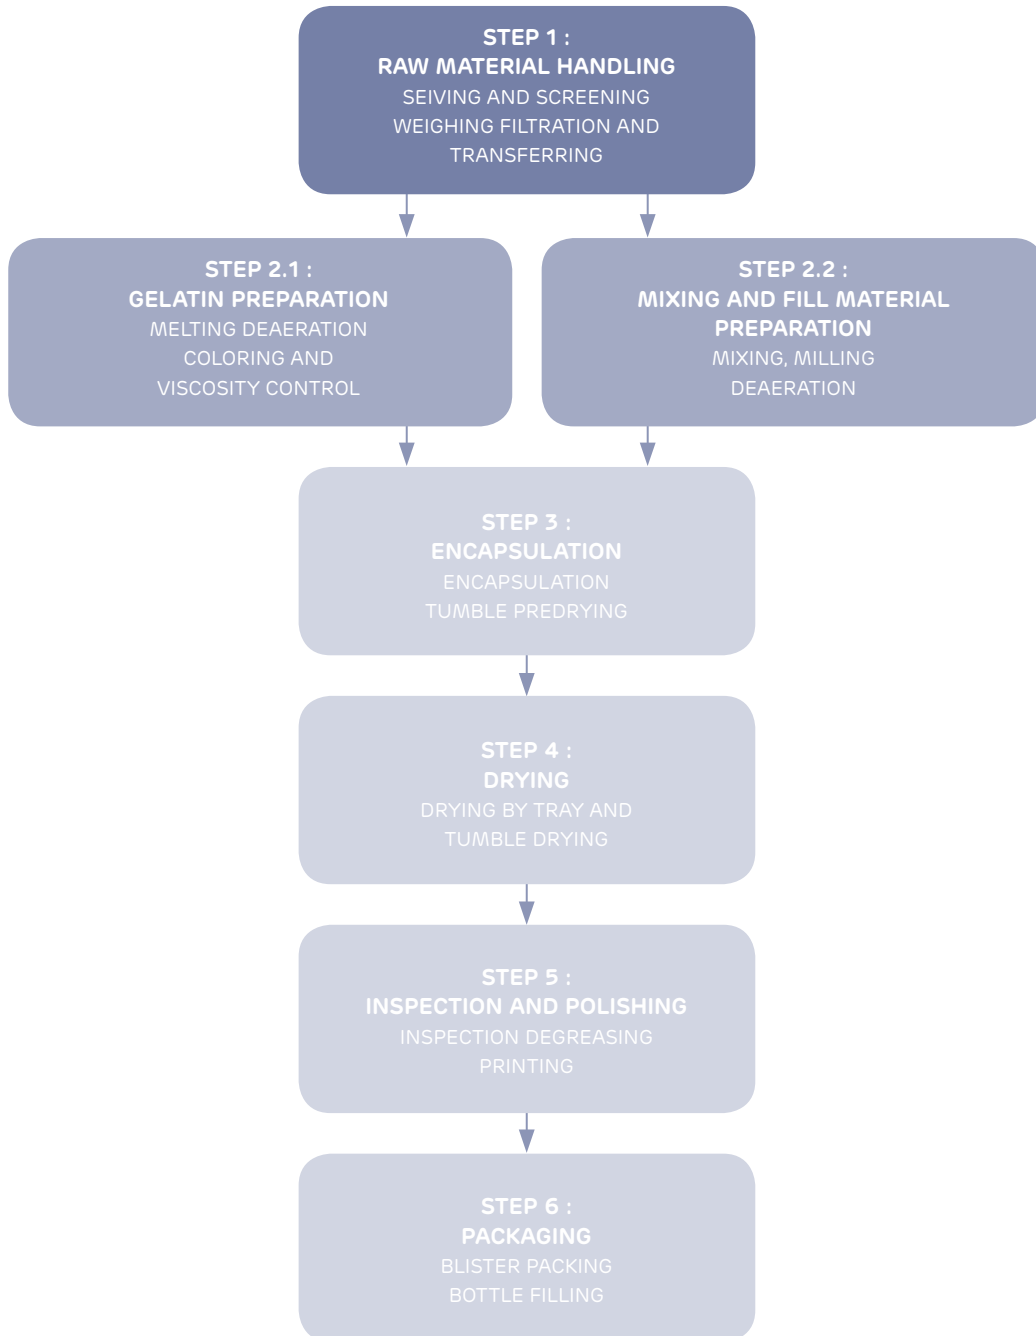 STEP 1 :
RAW MATERIAL HANDLING
SEIVING AND SCREENING
WEIGHING FILTRATION AND
TRANSFERRING
STEP 2.1 :
GELATIN PREPARATION
MELTING DEAERATION
COLORING AND
VISCOSITY CONTROL
STEP 2.2 :
MIXING AND FILL MATERIAL
PREPARATION
MIXING, MILLING
DEAERATION
STEP 3 :
ENCAPSULATION
ENCAPSULATION
TUMBLE PREDRYING
STEP 4 :
DRYING
DRYING BY TRAY AND
TUMBLE DRYING
STEP 5 :
INSPECTION AND POLISHING
INSPECTION DEGREASING
PRINTING
STEP 6 :
PACKAGING
BLISTER PACKING
BOTTLE FILLING